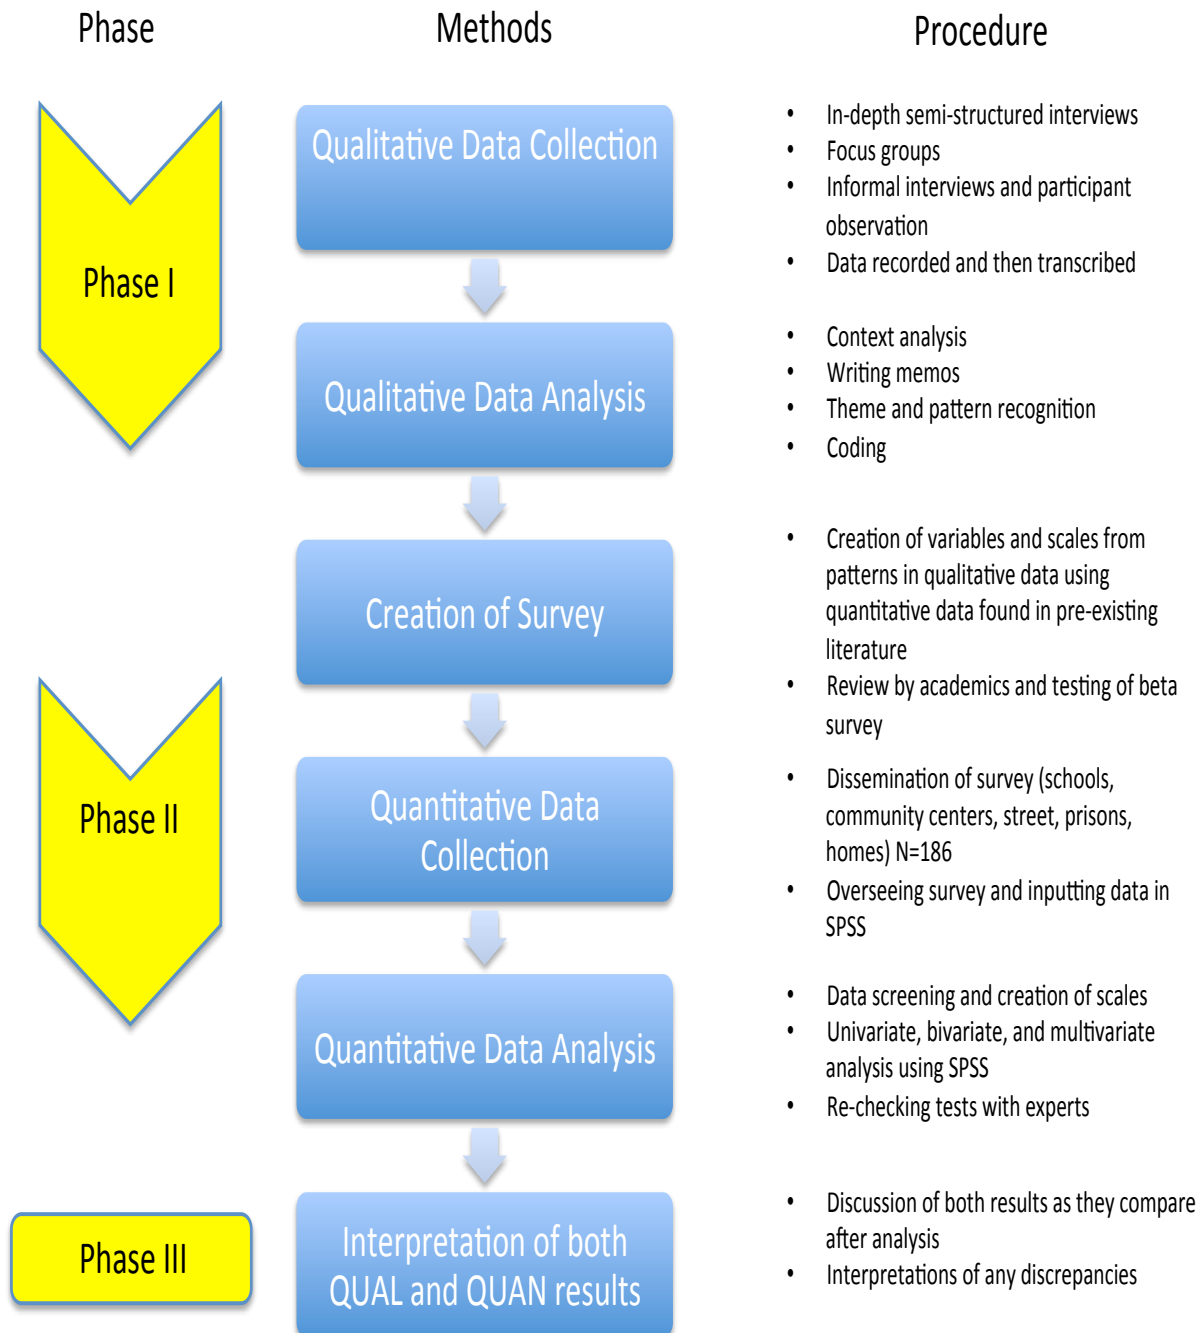 Phase
Methods
Procedure
Phase I
Qualitative Data Collection
• In-depth semi-structured interviews
• Focus groups
• Informal interviews and participant
observation
• Data recorded and then transcribed
Qualitative Data Analysis
• Context analysis
• Writing memos
• Theme and pattern recognition
• Coding
Creation of Survey
• Creation of variables and scales from
patterns in qualitative data using
quantitative data found in pre-existing
literature
• Review by academics and testing of beta
survey
Phase II
Quantitative Data
Collection
• Dissemination of survey (schools,
community centers, street, prisons,
homes) N=186
• Overseeing survey and inputting data in
SPSS
Quantitative Data Analysis
• Data screening and creation of scales
• Univariate, bivariate, and multivariate
analysis using SPSS
• Re-checking tests with experts
Phase III
Interpretation of both
QUAL and QUAN results
• Discussion of both results as they compare
after analysis
• Interpretations of any discrepancies